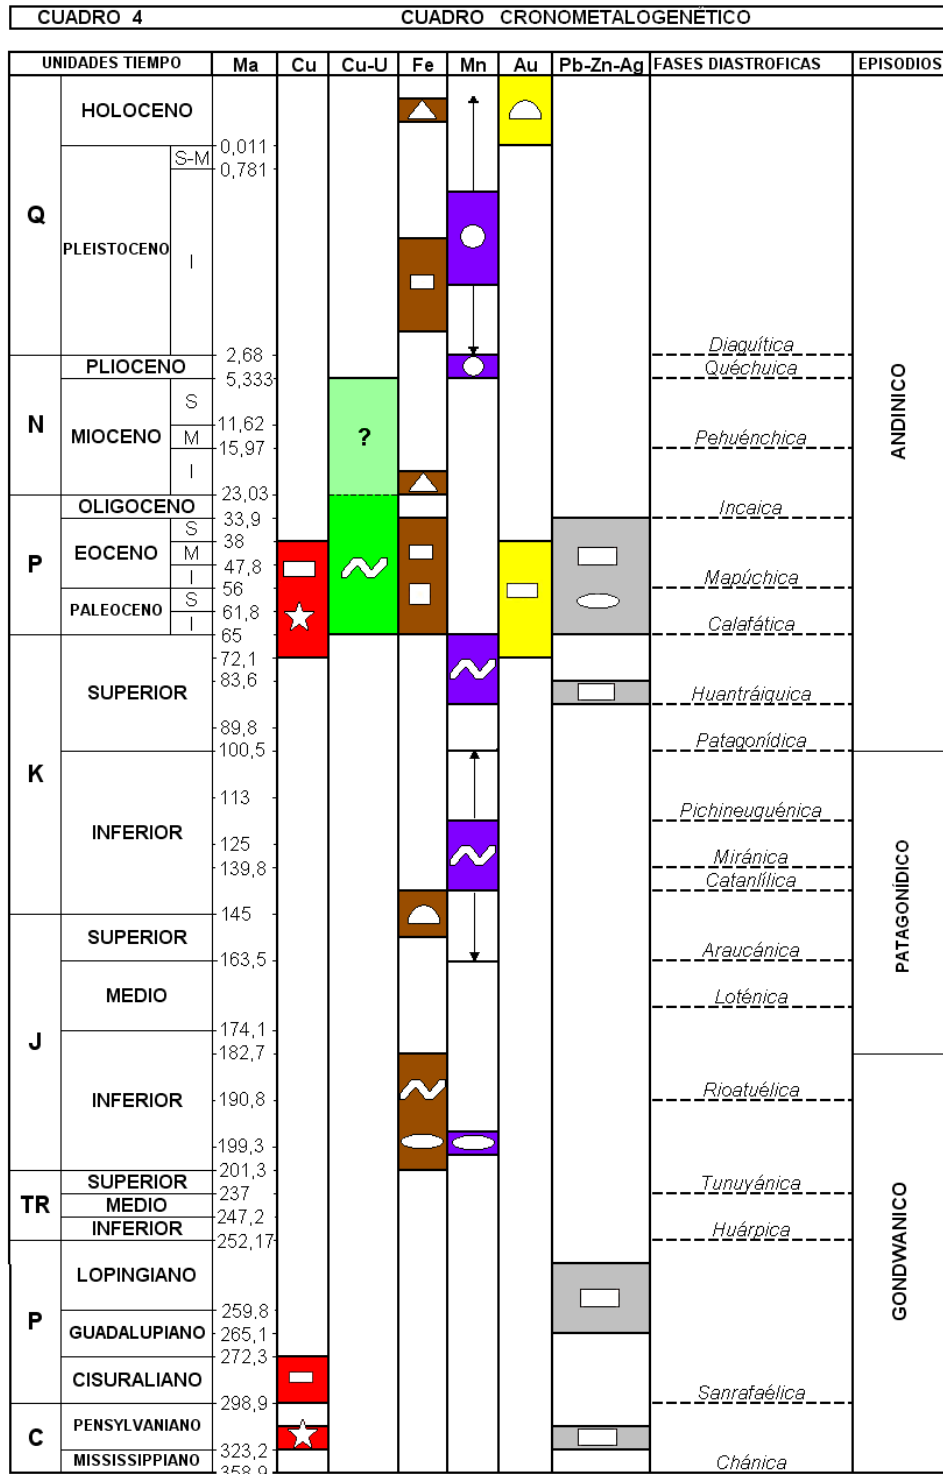 CUADRO 4 CUADRO CRONOMETALOGENÉTICO
UNIDADES TIEMPO Ma Cu Cu-U Fe Mn Au Pb-Zn-Ag FASES DIASTROFICAS EPISODIOS
HOLOCENO
0,011
S-M
0,781
Q
PLEISTOCENO
I
2,68 Diaguítica
PLIOCENO
5,333 Quéchuica
S
11,62
N MIOCENO M ?
15,97 Pehuénchica
ANDINICO
I
23,03
OLIGOCENO
33,9 Incaica
S
38
P EOCENO M
47,8
I
56 Mapúchica
PALEOCENO S
61,8
I
65 Calafática
72,1
83,6
SUPERIOR Huantráiquica
89,8
100,5 Patagonídica
K
113
Pichineuquénica
INFERIOR
125
139,8 Miránica
Catanlílica
145
SUPERIOR
163,5 Araucánica
PATAGONÍDICO
MEDIO Loténica
174,1
J
182,7
INFERIOR
190,8 Rioatuélica
199,3
201,3
SUPERIOR
237 Tunuyánica
TR MEDIO
247,2
INFERIOR
252,17 Huárpica
GONDWANICO
LOPINGIANO
259,8
P
GUADALUPIANO 265,1
272,3
CISURALIANO
298,9 Sanrafaélica
PENSYLVANIANO
C
323,2
MISSISSIPPIANO
358,9 Chánica